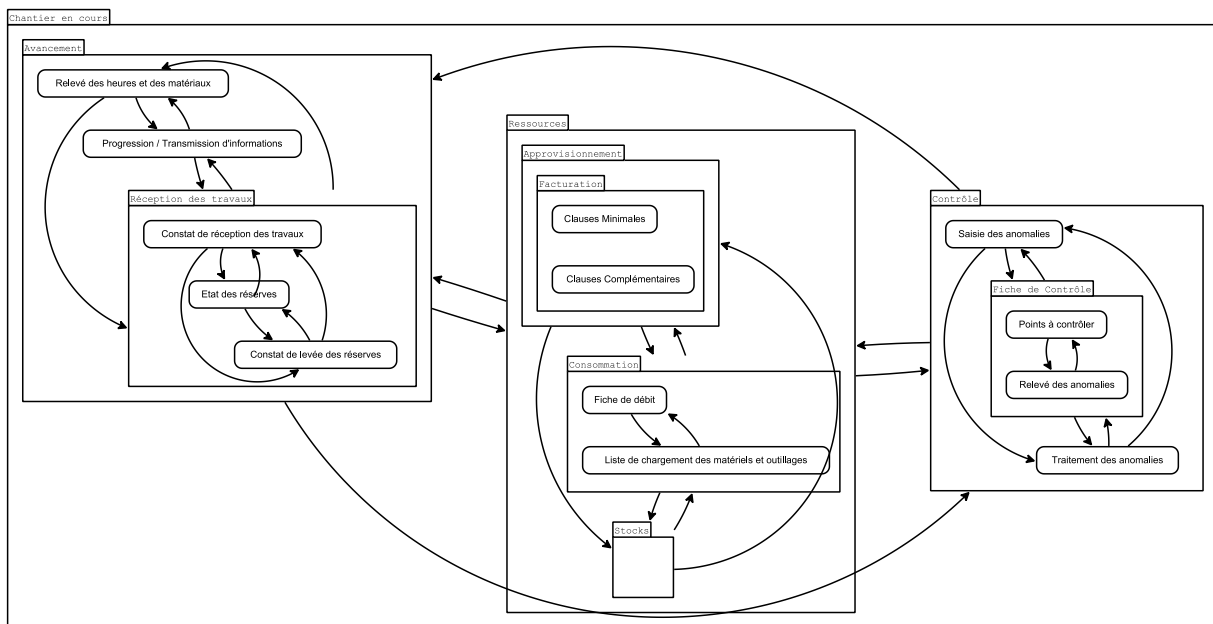 Chantier en cours
Avancement
Relevé des heures et des matériaux
Progression / Transmission d'informations
Réception des travaux
Constat de réception des travaux
Etat des réserves
Constat de levée des réserves
Ressources
Approvisionnement
Facturation
Clauses Minimales
Clauses Complémentaires
Consommation
Fiche de débit
Liste de chargement des matériels et outillages
Stocks
Contrôle
Saisie des anomalies
Fiche de Contrôle
Points à contrôler
Relevé des anomalies
Traitement des anomalies